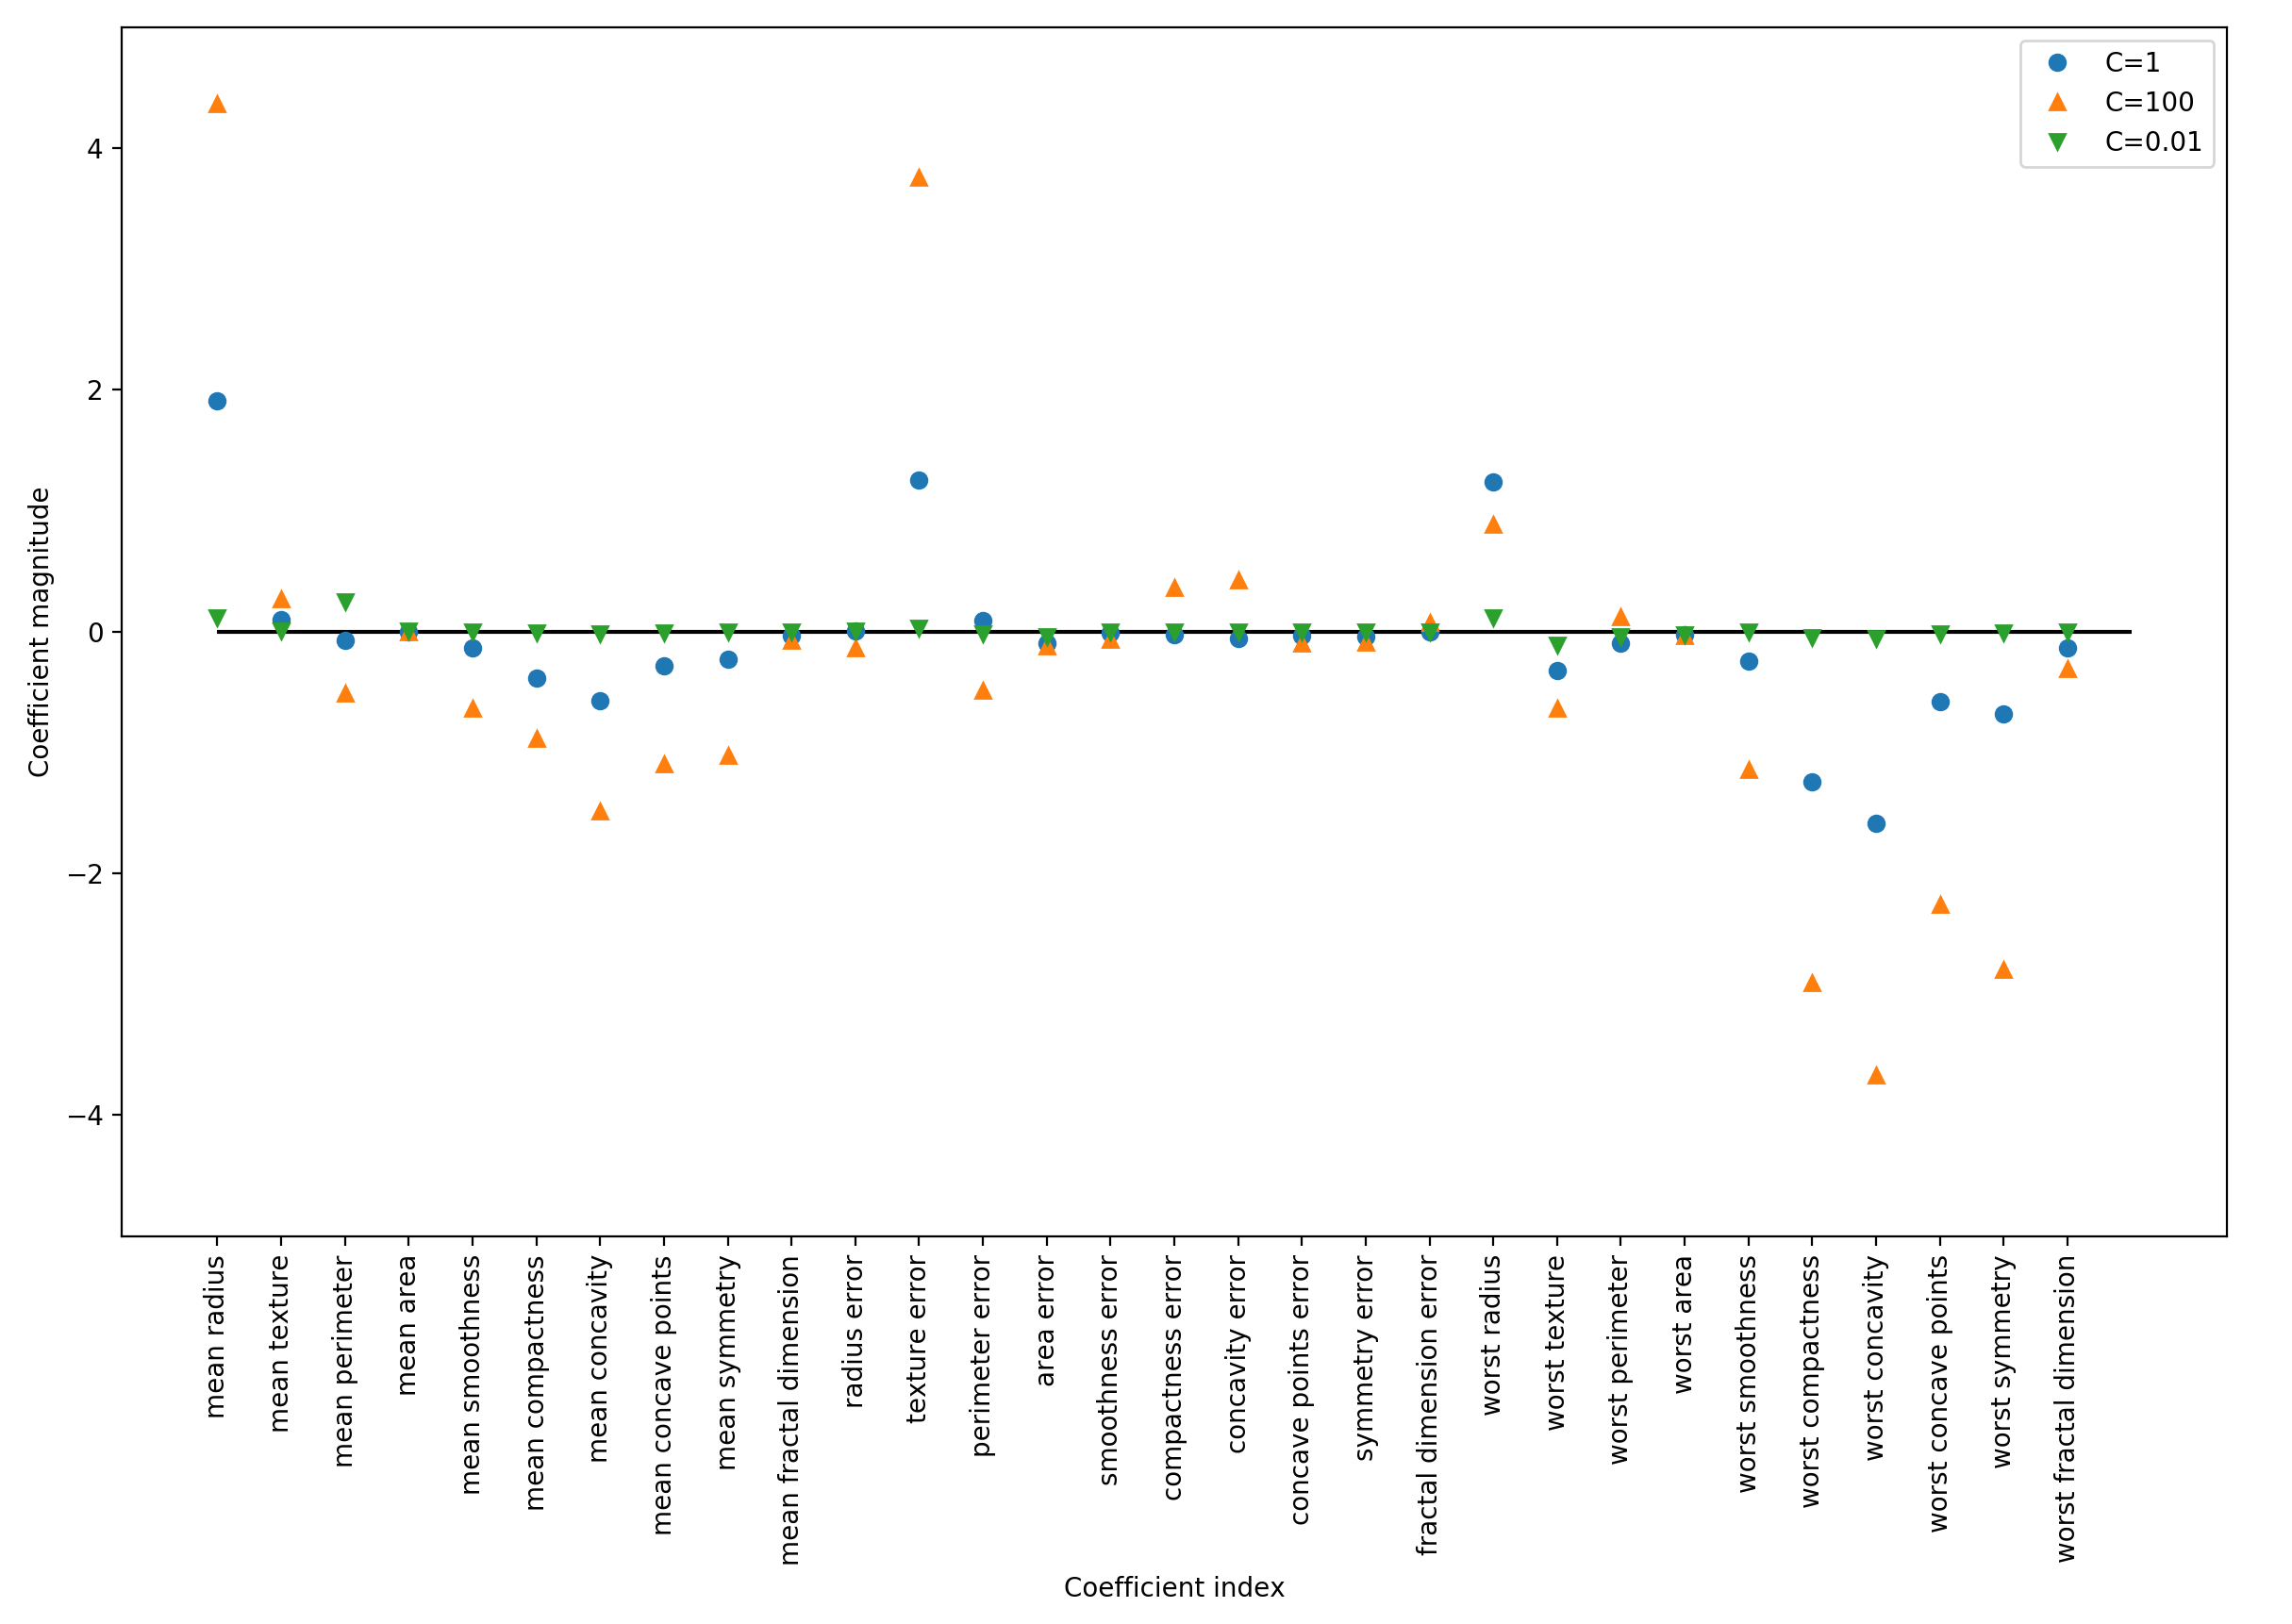 C=1
C=100
C=0.01
4
2
0
−2
−4
Coefficient magnitude
mean radius
mean texture
mean perimeter
mean area
mean smoothness
mean compactness
mean concavity
mean concave points
mean symmetry
mean fractal dimension
radius error
texture error
perimeter error
area error
smoothness error
compactness error
concavity error
concave points error
symmetry error
fractal dimension error
worst radius
worst texture
worst perimeter
worst area
worst smoothness
worst compactness
worst concavity
worst concave points
worst symmetry
worst fractal dimension
Coefficient index